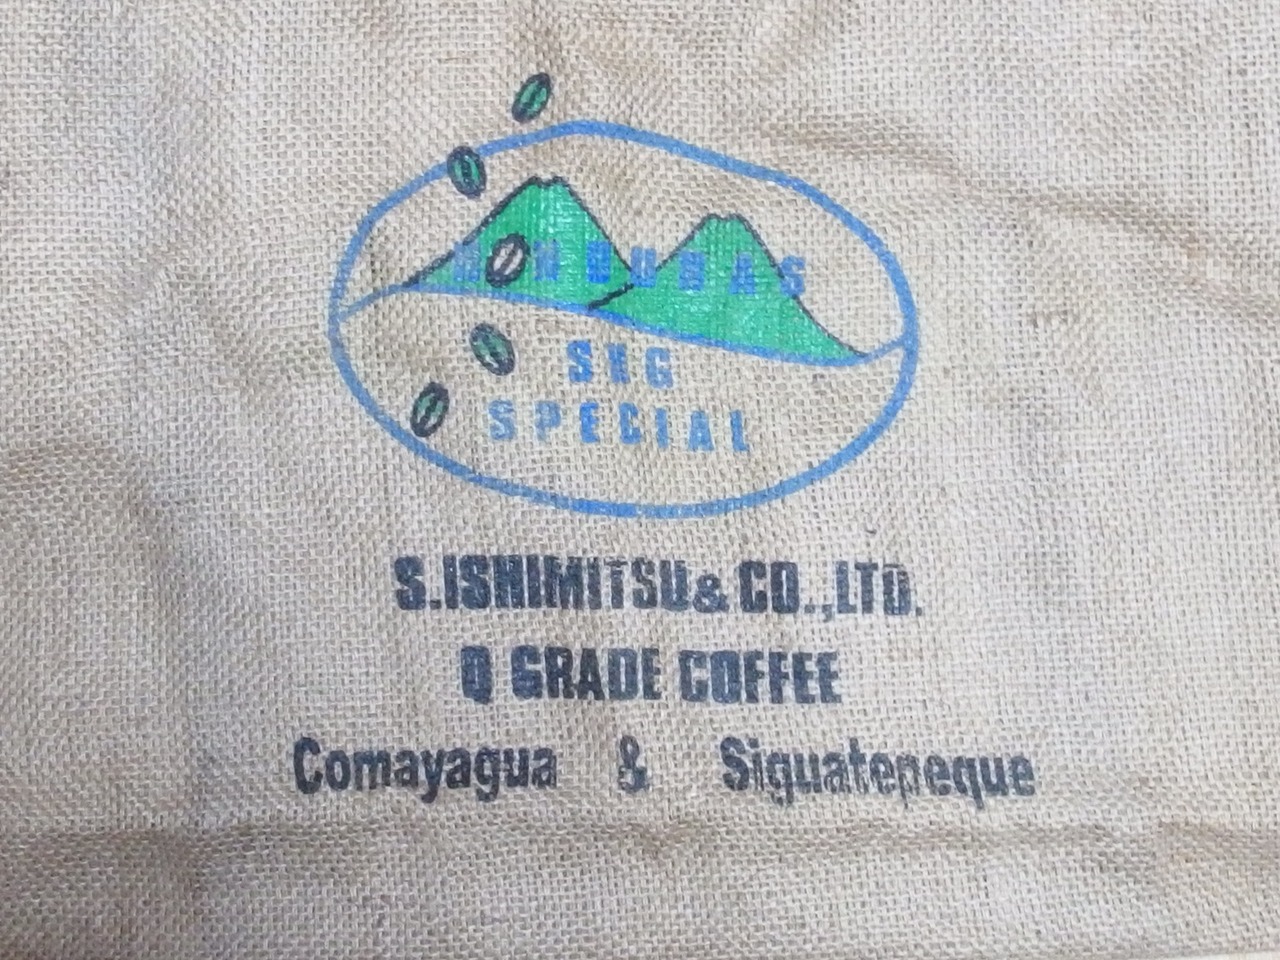 HONDURAS
SHG
SPECIAL
S.ISHIMITSU & CO.,LTD.
Q GRADE COFFEE
Comayagua & Siguatepeque